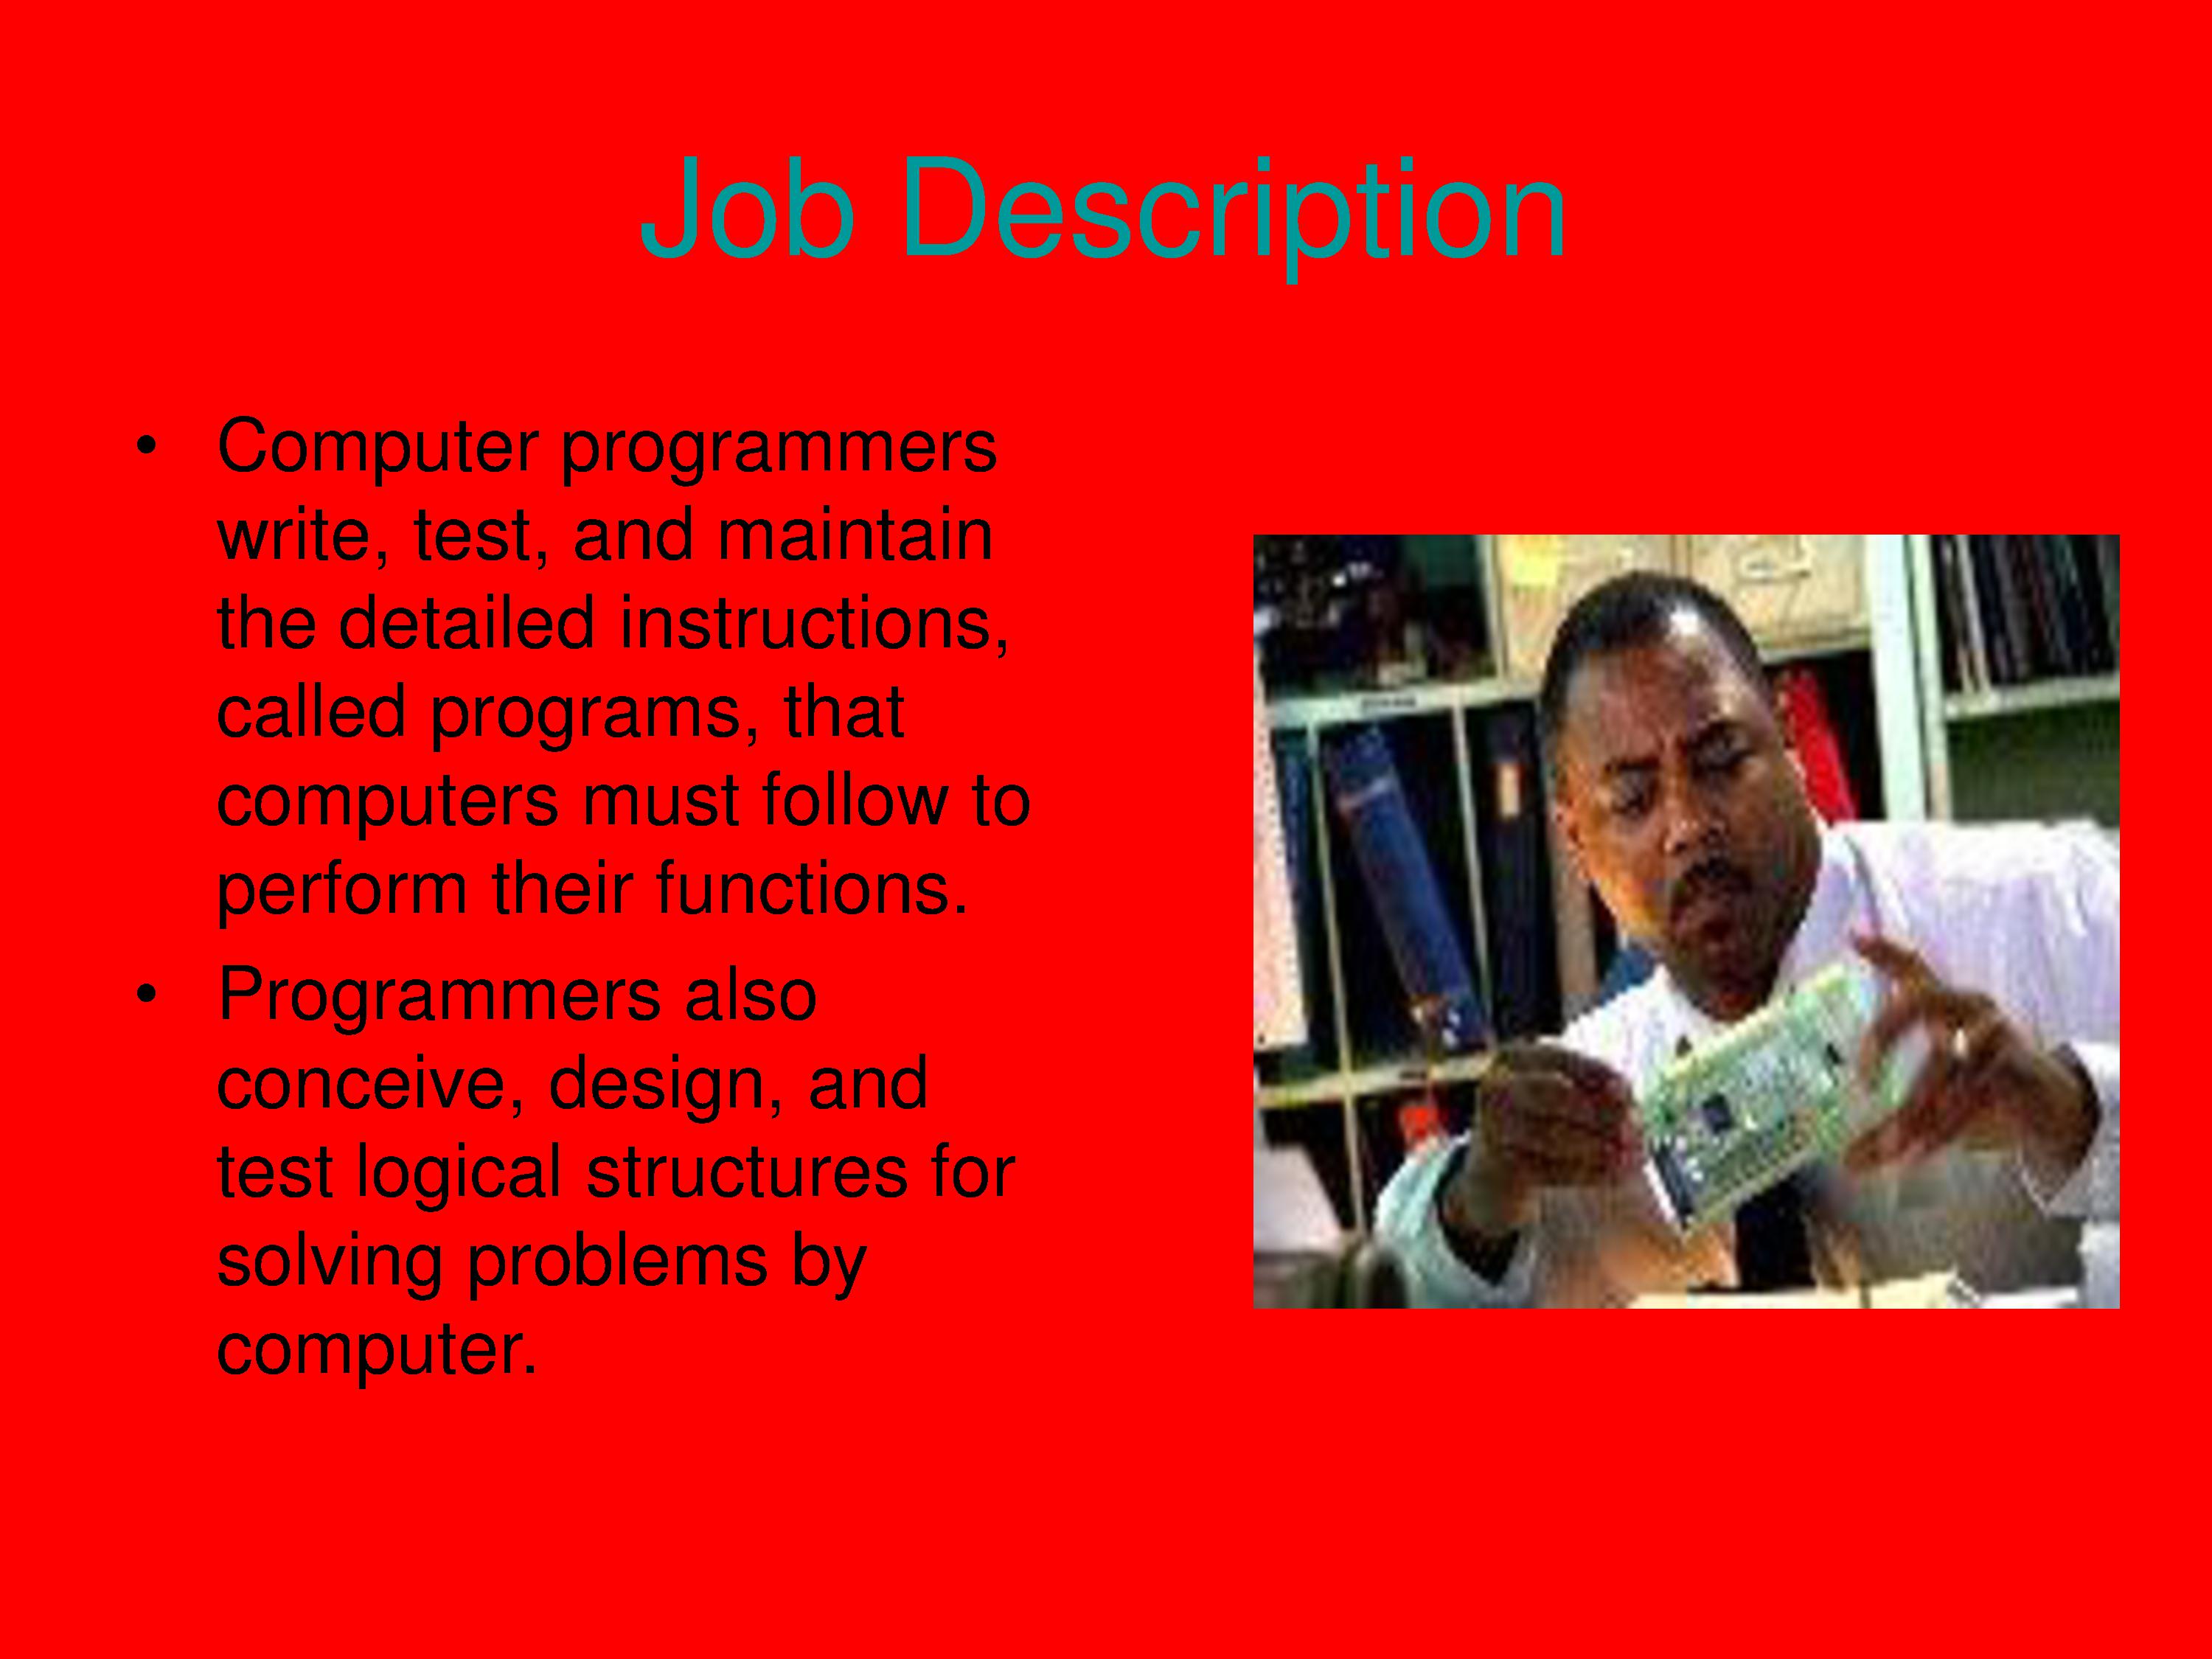 Job Description
• Computer programmers
write, test, and maintain
the detailed instructions,
called programs, that
computers must follow to
perform their functions.
• Programmers also
conceive, design, and
test logical structures for
solving problems by
computer.